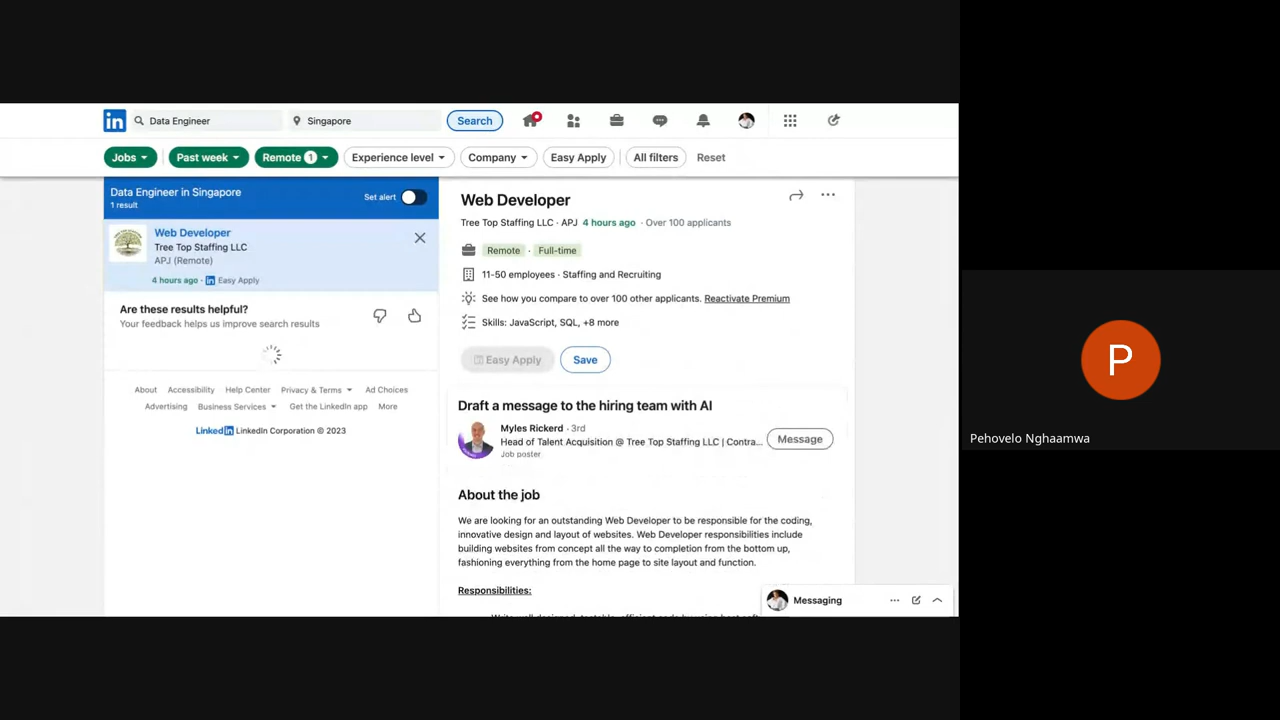 in Data Engineer Singapore Search
Jobs Past week Remote 1 Experience level Company Easy Apply All filters Reset
Data Engineer in Singapore
1 result
Set alert
Web Developer
Tree Top Staffing LLC
APJ (Remote)
4 hours ago · in Easy Apply
Are these results helpful?
Your feedback helps us improve search results
About Accessibility Help Center Privacy & Terms Ad Choices
Advertising Business Services Get the LinkedIn app More
Linked in LinkedIn Corporation © 2023
Web Developer
Tree Top Staffing LLC · APJ 4 hours ago · Over 100 applicants
Remote · Full-time
11-50 employees · Staffing and Recruiting
See how you compare to over 100 other applicants. Reactivate Premium
Skills: JavaScript, SQL, +8 more
Easy Apply Save
Draft a message to the hiring team with AI
Myles Rickerd · 3rd
Head of Talent Acquisition @ Tree Top Staffing LLC | Contra...
Job poster
Message
About the job
We are looking for an outstanding Web Developer to be responsible for the coding,
innovative design and layout of websites. Web Developer responsibilities include
building websites from concept all the way to completion from the bottom up,
fashioning everything from the home page to site layout and function.
Responsibilities:
Messaging
P
Pehovelo Nghaamwa